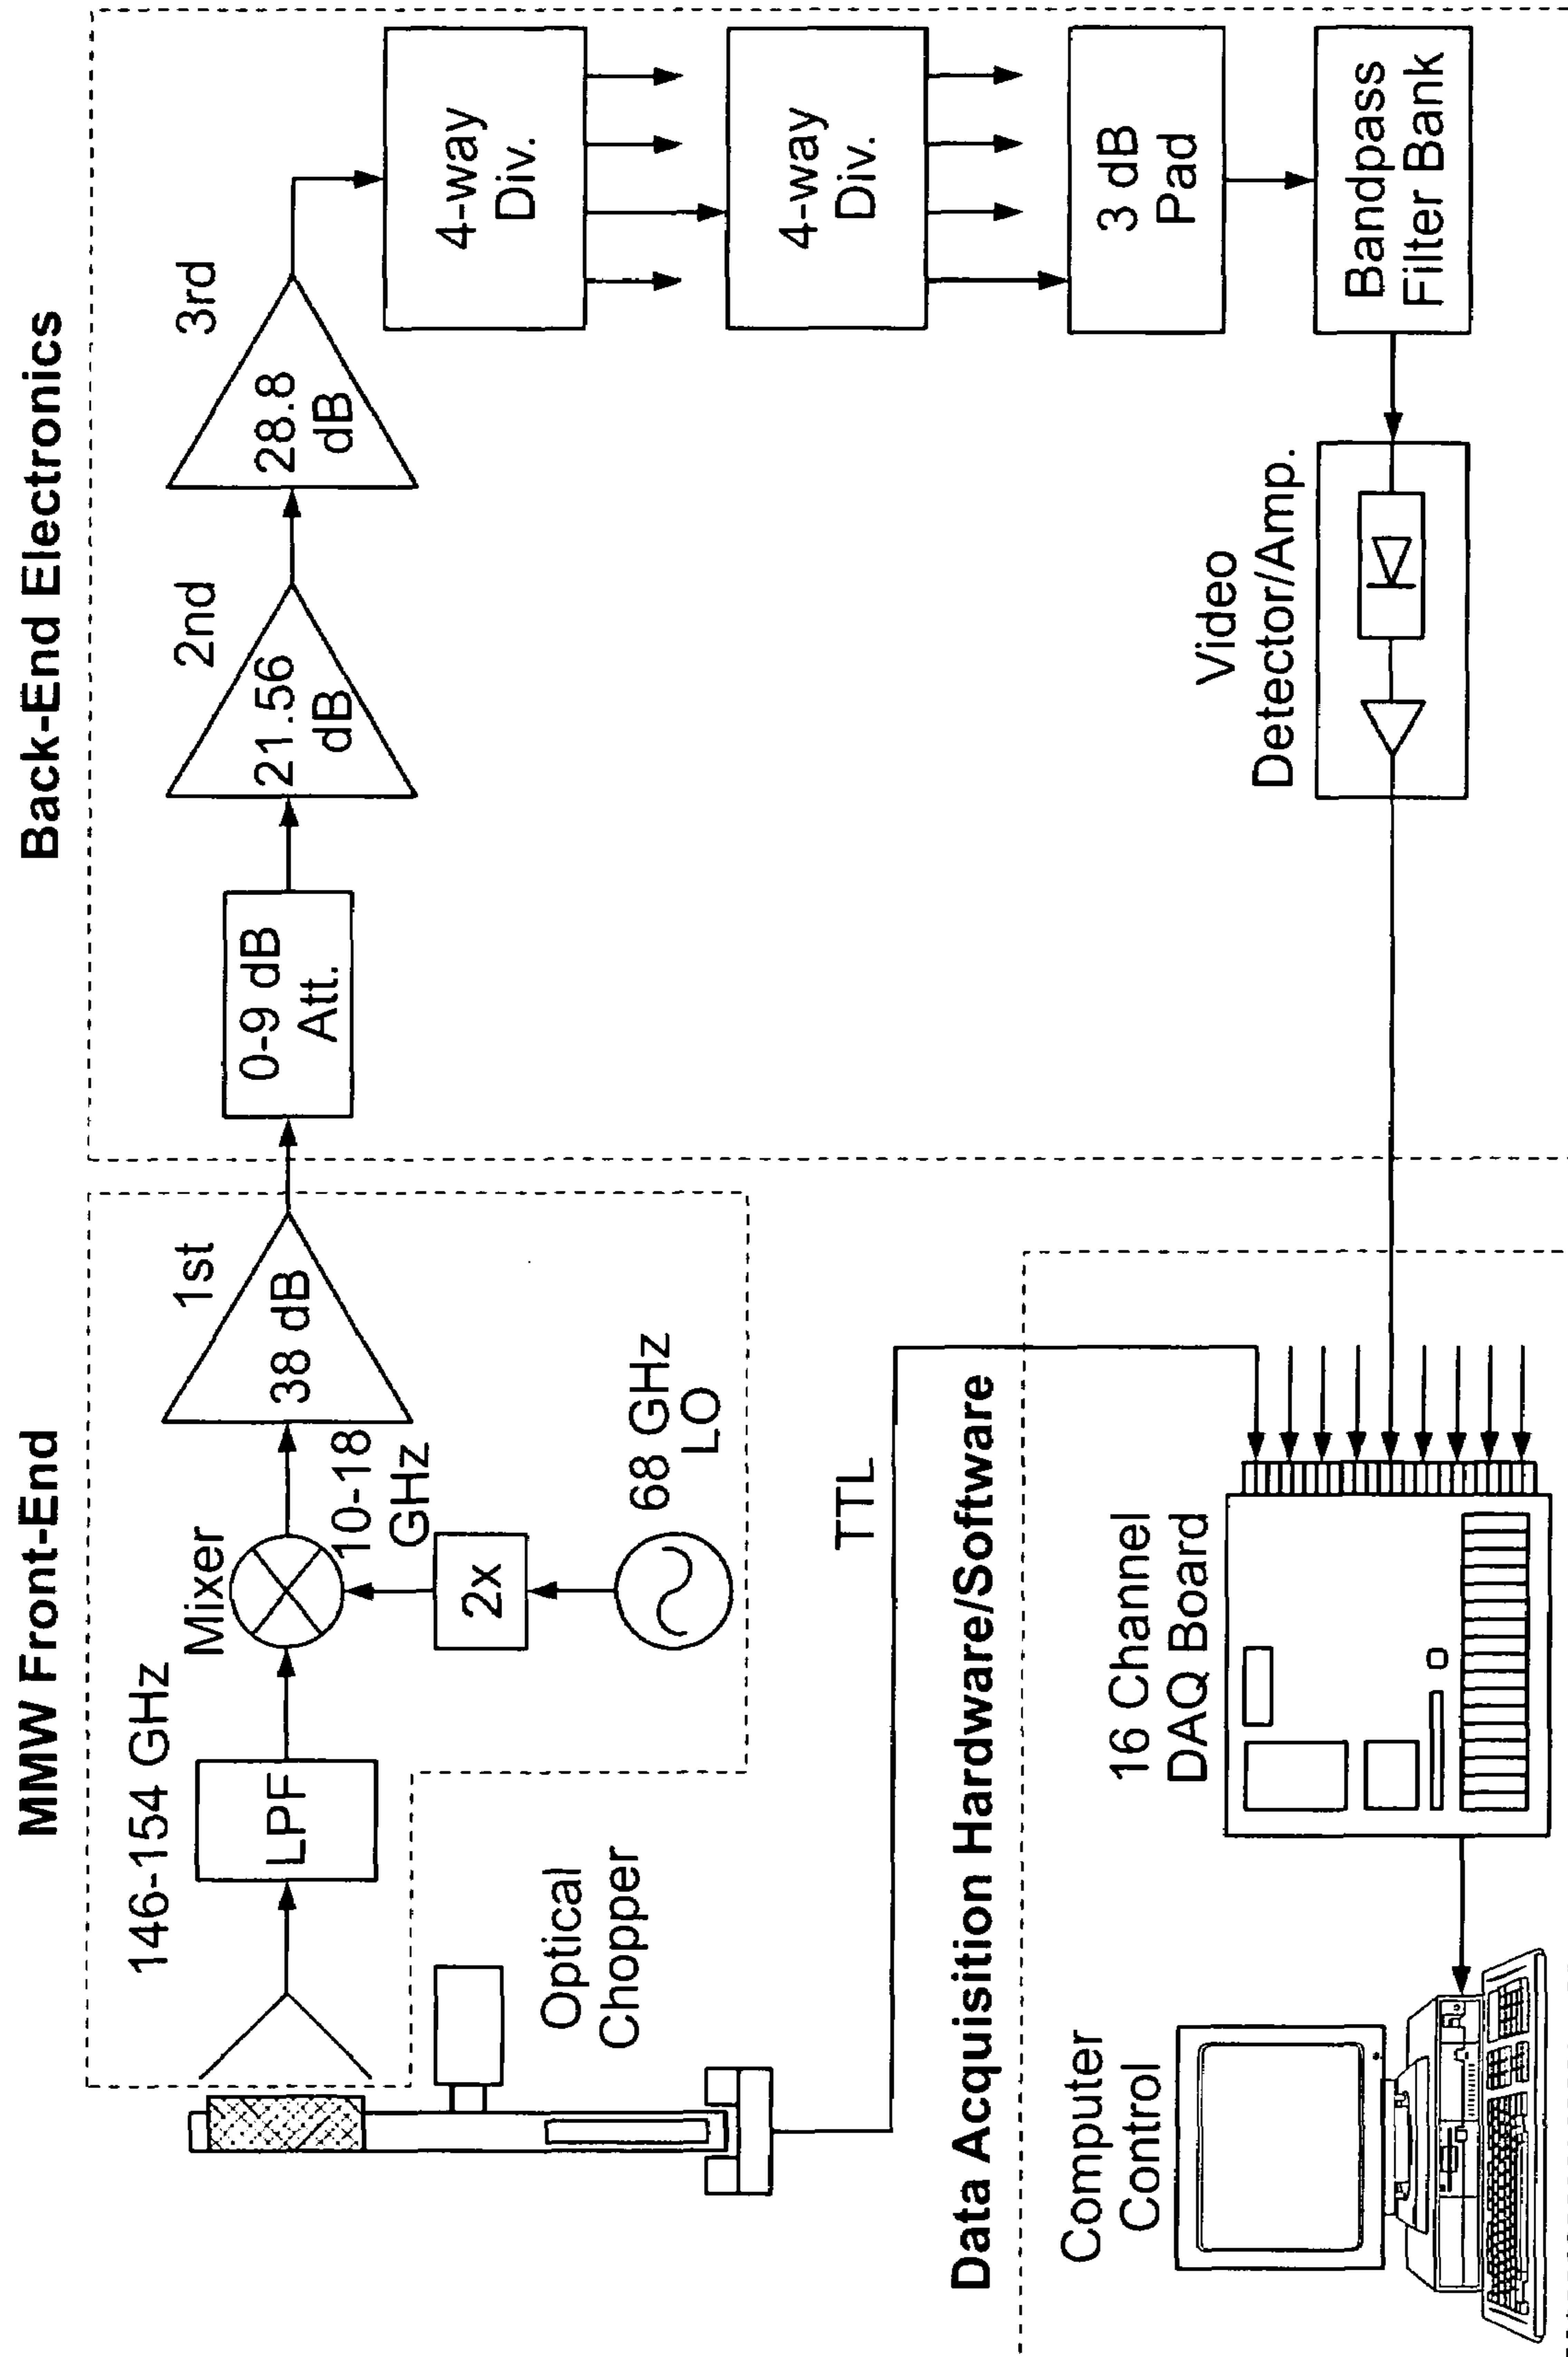 MMW Front-End
146-154 GHz
LPF
Mixer
10-18
GHz
2x
68 GHz
LO
1st
38 dB
Optical
Chopper
Back-End Electronics
0-9 dB
Att.
2nd
21.56
dB
3rd
28.8
dB
4-way
Div.
4-way
Div.
3 dB
Pad
Bandpass
Filter Bank
Video
Detector/Amp.
TTL
Data Acquisition Hardware/Software
Computer
Control
16 Channel
DAQ Board